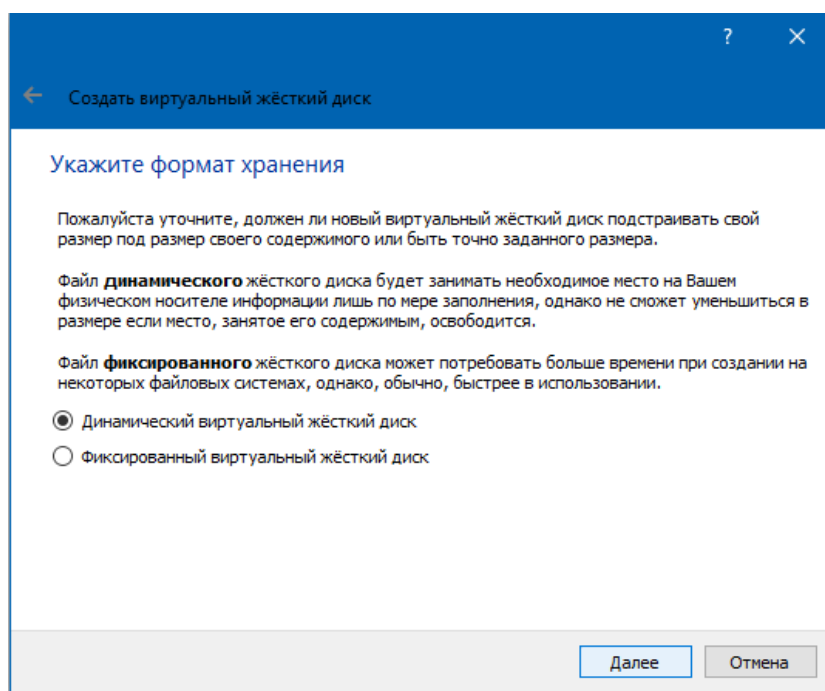 ?
Создать виртуальный жёсткий диск
Укажите формат хранения
Пожалуйста уточните, должен ли новый виртуальный жёсткий диск подстраивать свой
размер под размер своего содержимого или быть точно заданного размера.
Файл динамического жёсткого диска будет занимать необходимое место на Вашем
физическом носителе информации лишь по мере заполнения, однако не сможет уменьшиться в
размере если место, занятое его содержимым, освободится.
Файл фиксированного жёсткого диска может потребовать больше времени при создании на
некоторых файловых системах, однако, обычно, быстрее в использовании.
Динамический виртуальный жёсткий диск
Фиксированный виртуальный жёсткий диск
Далее Отмена